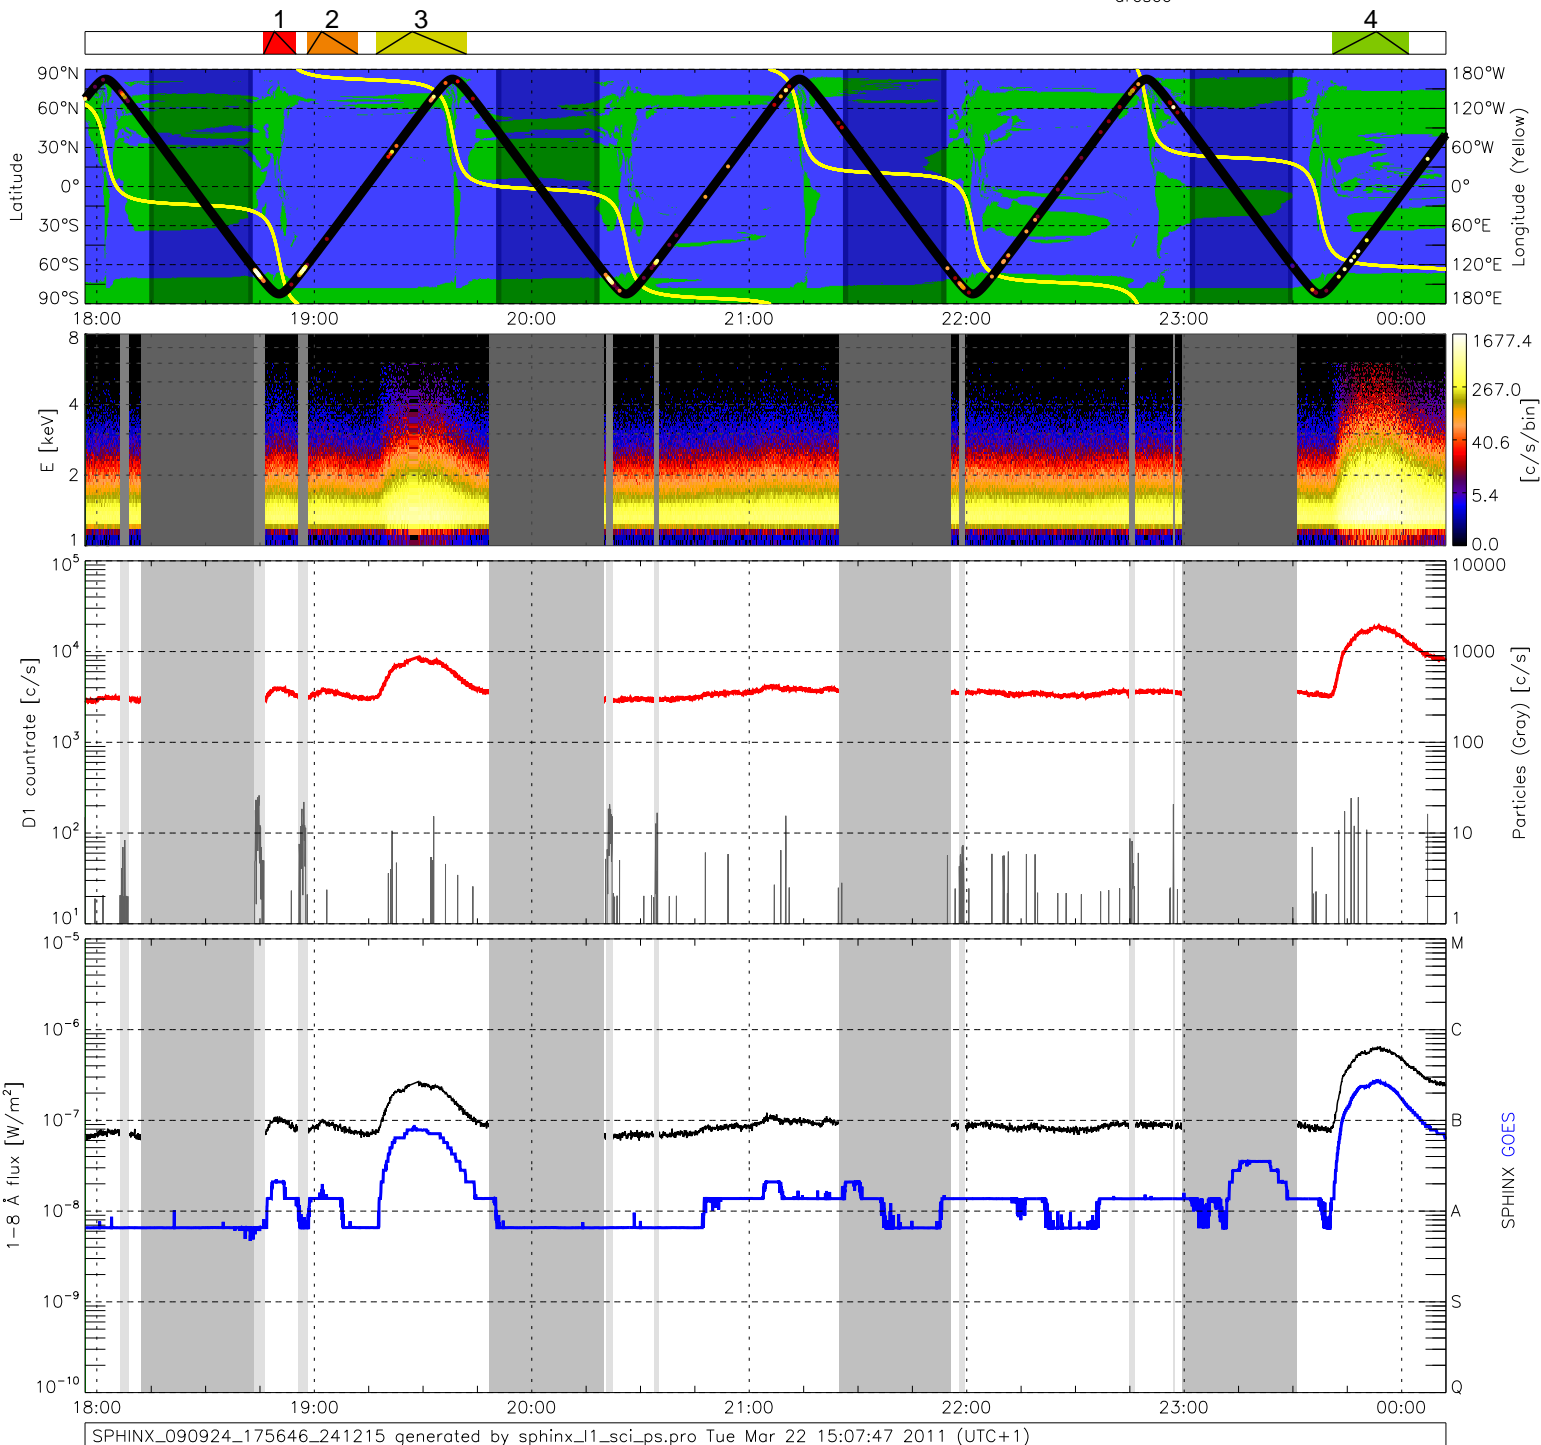 1 2 3 4
90°N 180°W
60°N 120°W
30°N 60°W
0° 0°
30°S 60°E
60°S 120°E
90°S 180°E
Latitude
Longitude (Yellow)
18:00 19:00 20:00 21:00 22:00 23:00 00:00
8
4
2
1
E [keV]
1677.4
267.0
40.6
5.4
0.0
[c/s/bin]
10^5 10000
10^4 1000
10^3 100
10^2 10
10^1 1
D1 countrate [c/s]
Particles (Gray) [c/s]
10^-5 M
10^-6 C
10^-7 B
10^-8 A
10^-9 S
10^-10 Q
1-8 Å flux [W/m^2]
SPHINX GOES
18:00 19:00 20:00 21:00 22:00 23:00 00:00
SPHINX_090924_175646_241215 generated by sphinx_l1_sci_ps.pro Tue Mar 22 15:07:47 2011 (UTC+1)